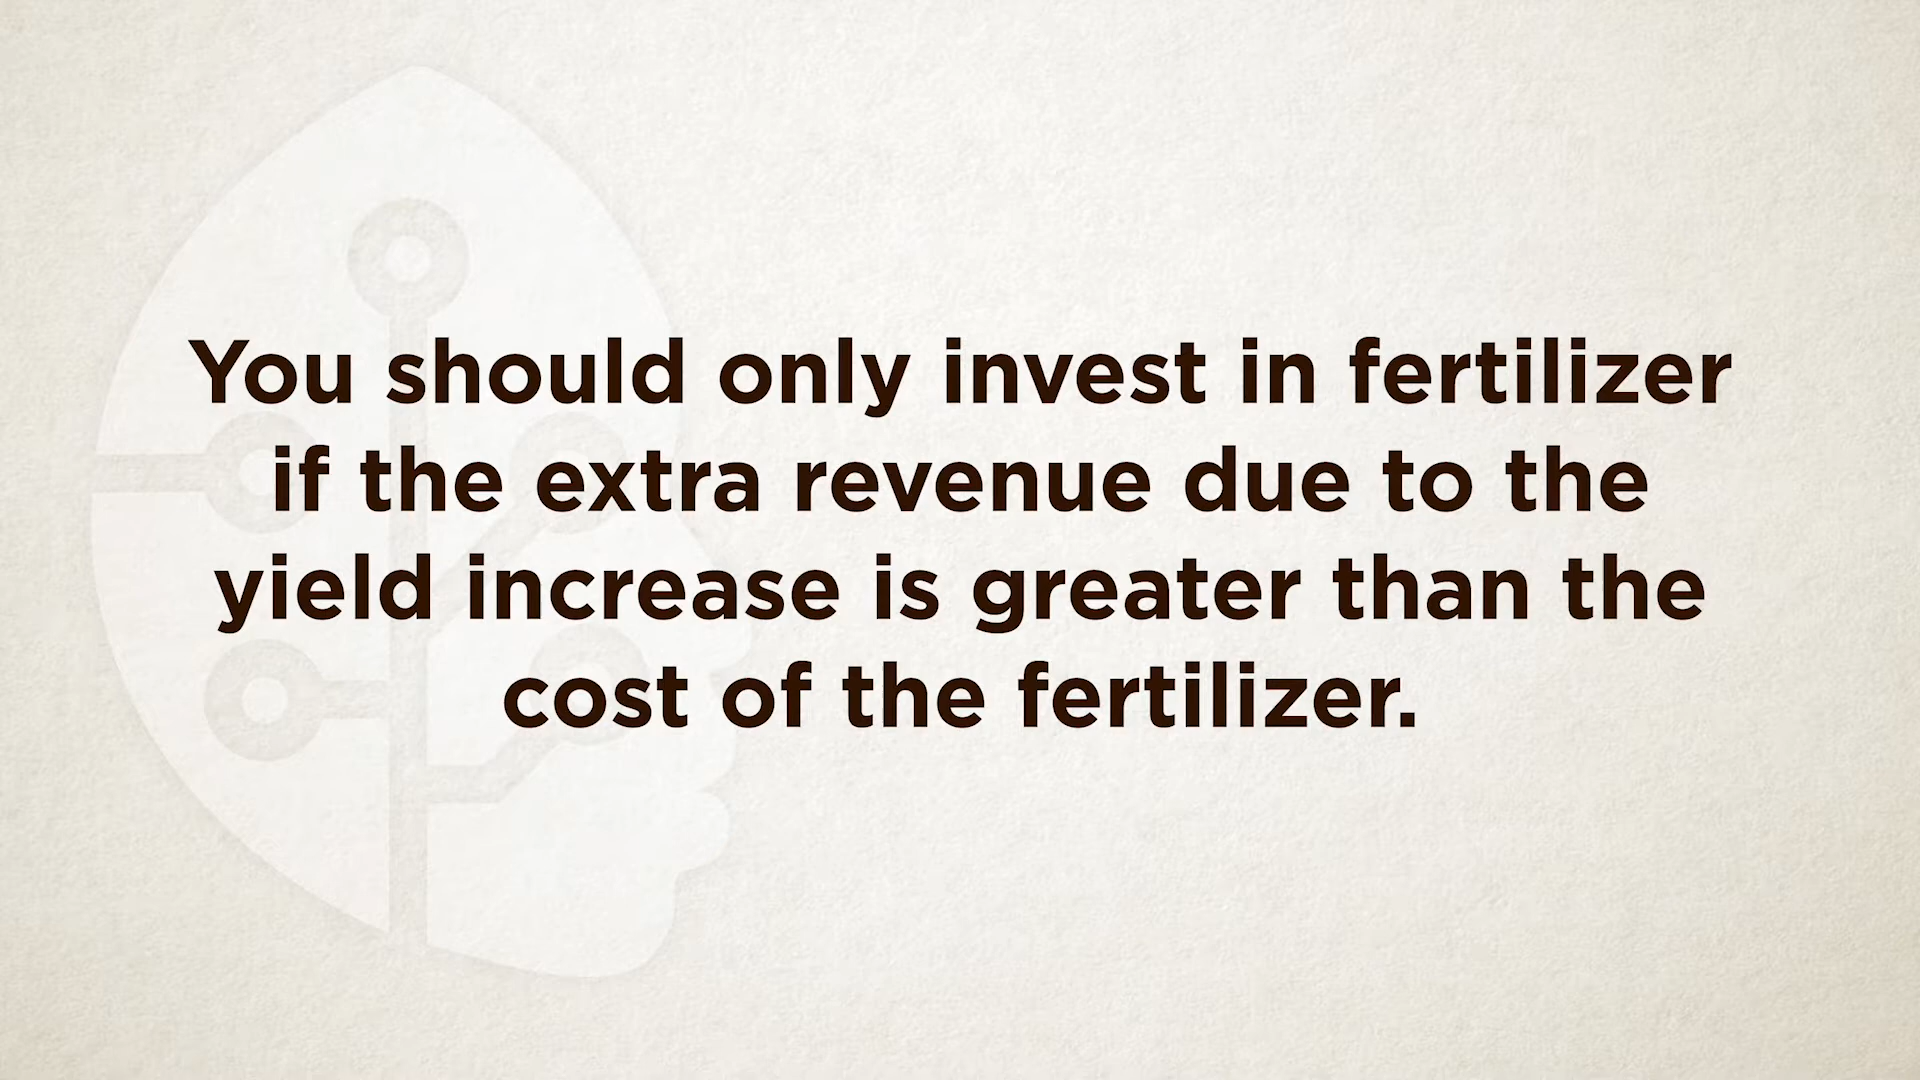 You should only invest in fertilizer
if the extra revenue due to the
yield increase is greater than the
cost of the fertilizer.